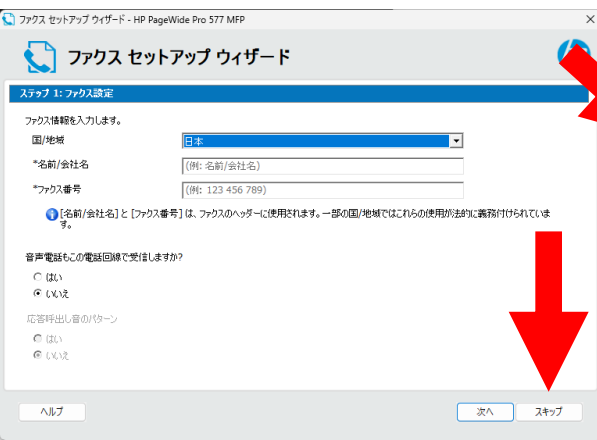 ファクス セットアップ ウィザード - HP PageWide Pro 577 MFP
ファクス セットアップ ウィザード
ステップ 1: ファクス設定
ファクス情報を入力します。
国/地域
日本
*名前/会社名
(例: 名前/会社名)
*ファクス番号
(例: 123 456 789)
[名前/会社名] と [ファクス番号] は、ファクスのヘッダーに使用されます。一部の国/地域ではこれらの使用が法的に義務付けられていま
す。
音声電話もこの電話回線で受信しますか?
はい
いいえ
応答呼出し音のパターン
はい
いいえ
ヘルプ
次へ
スキップ